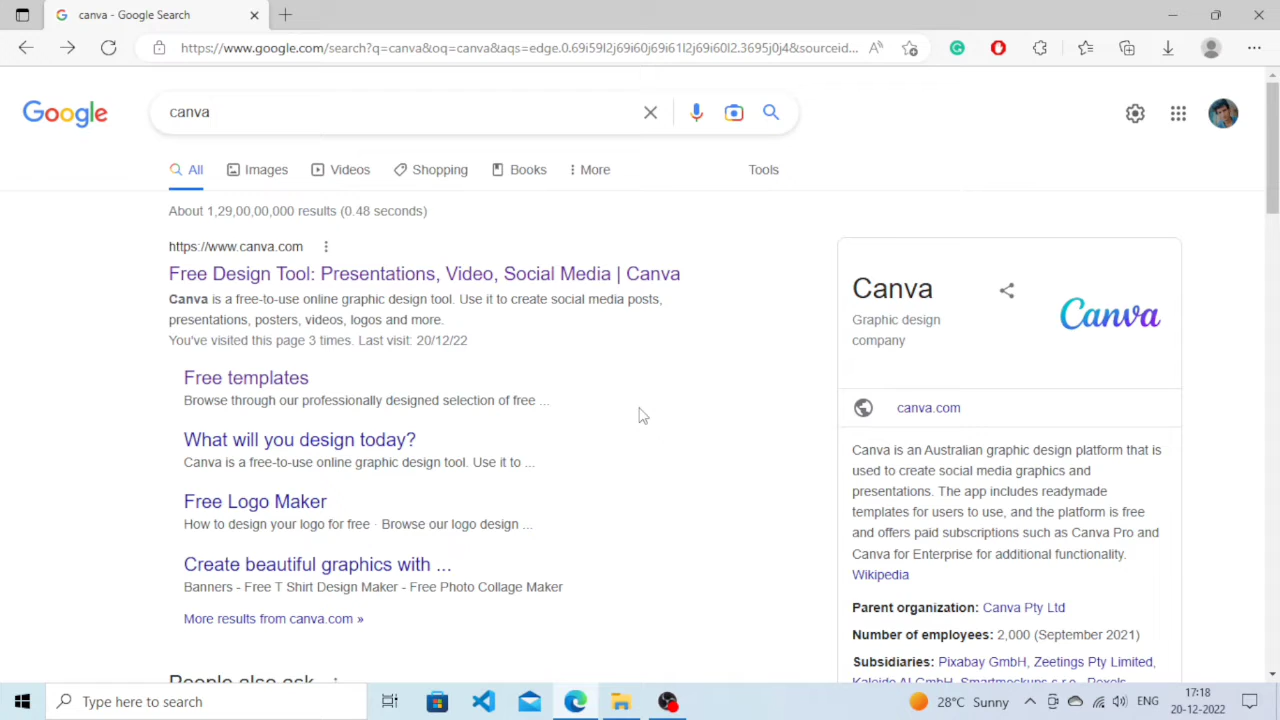 canva - Google Search
https://www.google.com/search?q=canva&oq=canva&aqs=edge.0.69i59l2j69i60j69i61l2j69i60l2.3695j0j4&sourceid...
Google
canva
All
Images
Videos
Shopping
Books
More
Tools
About 1,29,00,00,000 results (0.48 seconds)
https://www.canva.com
Free Design Tool: Presentations, Video, Social Media | Canva
Canva is a free-to-use online graphic design tool. Use it to create social media posts,
presentations, posters, videos, logos and more.
You've visited this page 3 times. Last visit: 20/12/22
Free templates
Browse through our professionally designed selection of free ...
What will you design today?
Canva is a free-to-use online graphic design tool. Use it to ...
Free Logo Maker
How to design your logo for free · Browse our logo design ...
Create beautiful graphics with ...
Banners - Free T Shirt Design Maker - Free Photo Collage Maker
More results from canva.com »
People also ask
Canva
Graphic design
company
Canva
canva.com
Canva is an Australian graphic design platform that is
used to create social media graphics and
presentations. The app includes readymade
templates for users to use, and the platform is free
and offers paid subscriptions such as Canva Pro and
Canva for Enterprise for additional functionality.
Wikipedia
Parent organization: Canva Pty Ltd
Number of employees: 2,000 (September 2021)
Subsidiaries: Pixabay GmbH, Zeetings Pty Limited,
Kaleido AI GmbH, Smartmockups s.r.o., Pexels
Type here to search
28°C Sunny
ENG
17:18
20-12-2022